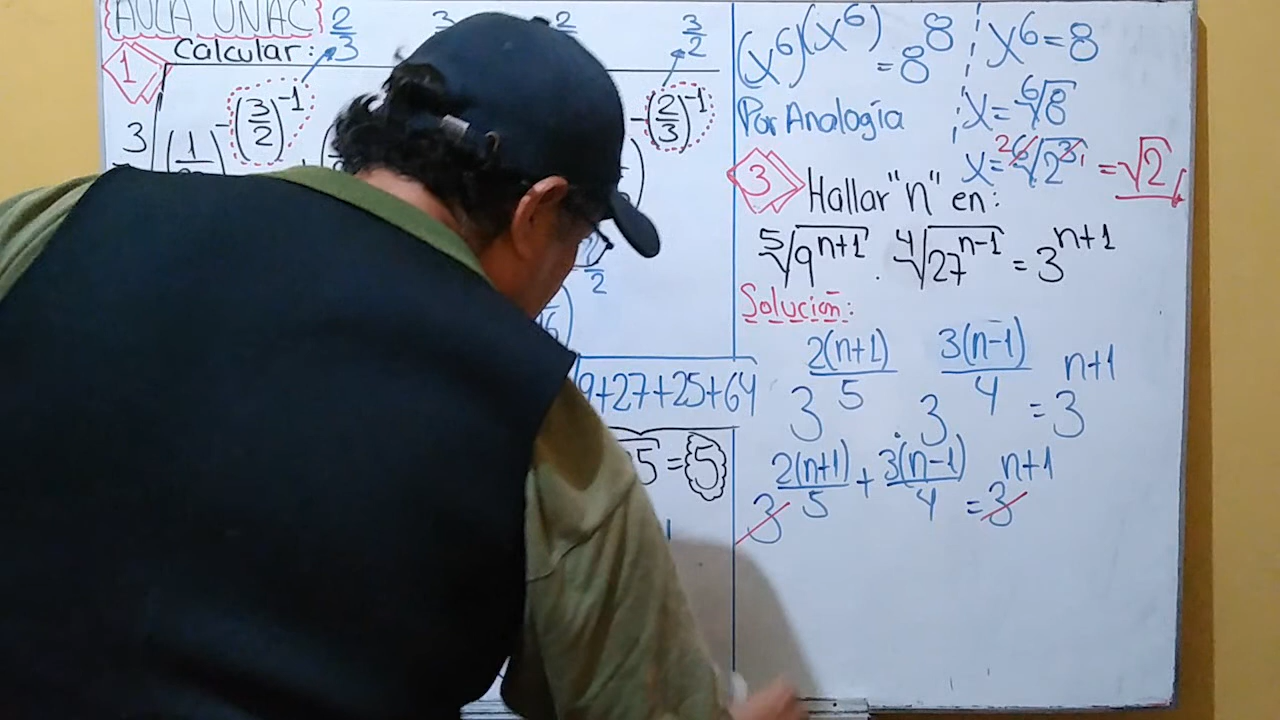 AULA UNAC
1 Calcular: 2/3 3 2 3/2
3√ (1/ )^-(3/2)^-1 -(2/3)^-1
2
√9+27+25+64
= 5
(x^6)^(x^6) = 8^8
Por Analogía
x^6 = 8
x = ⁶√8
x = ⁶√2^3 = √2
3 Hallar "n" en:
⁵√9^(n+1) . ⁴√27^(n-1) = 3^(n+1)
Solución:
3^(2(n+1)/5) . 3^(3(n-1)/4) = 3^(n+1)
3^(2(n+1)/5 + 3(n-1)/4) = 3^(n+1)